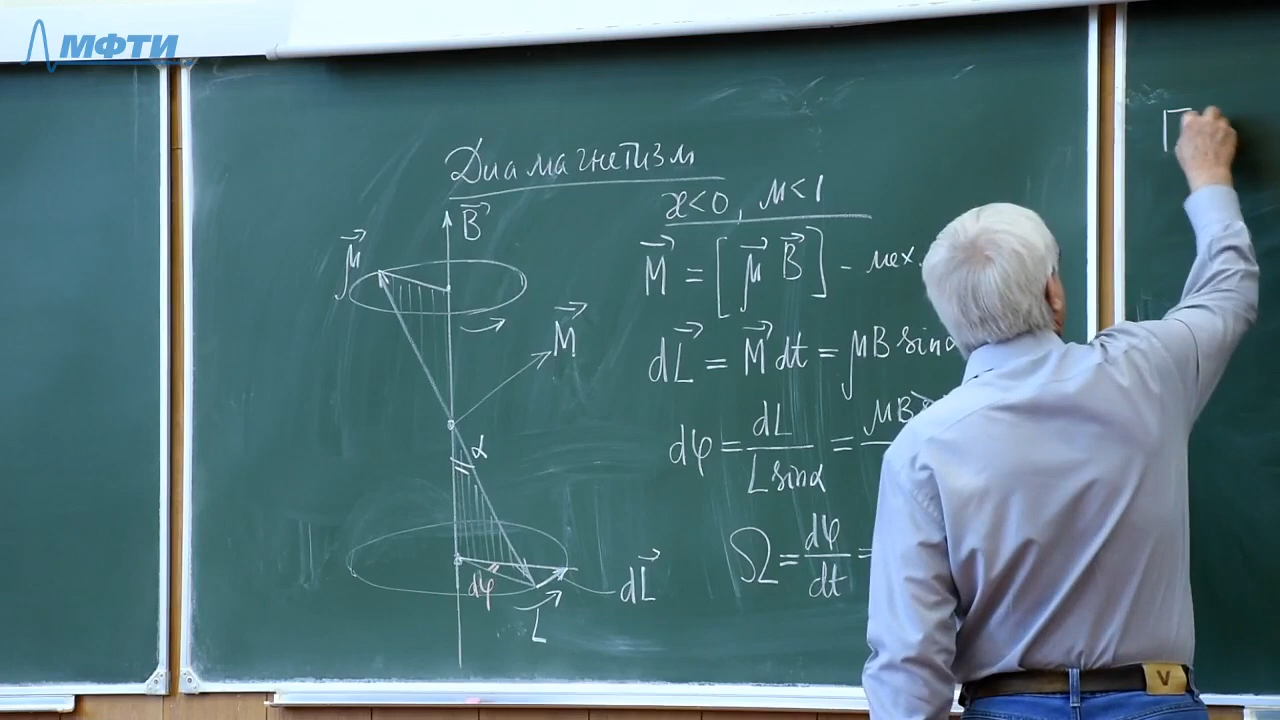 МФТИ
Диамагнетизм
æ<0, μ<1
B⃗
μ⃗
M⃗ = [μ⃗ B⃗] - мех.
M⃗
dL⃗ = M⃗dt = μB sinα
dφ = dL / L sinα = μB
α
Ω = dφ/dt =
dφ
dL⃗
L
Г
V